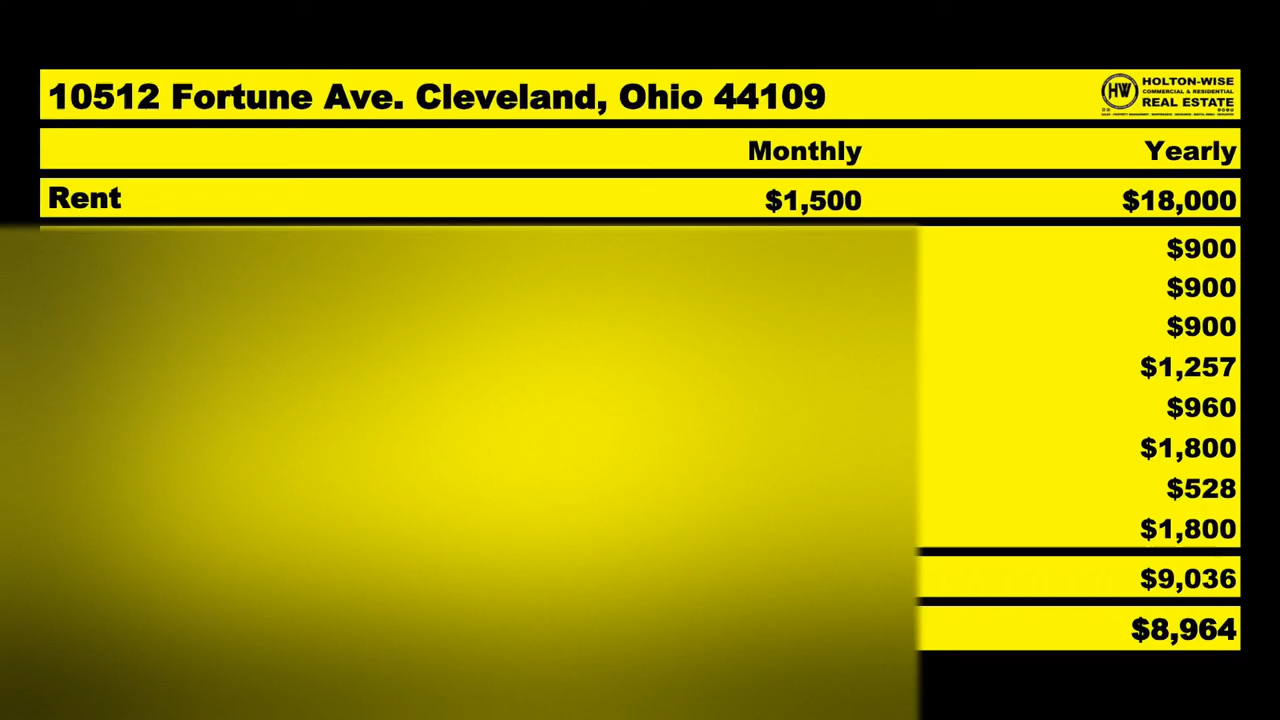 10512 Fortune Ave. Cleveland, Ohio 44109
HW
HOLTON-WISE
COMMERCIAL & RESIDENTIAL
REAL ESTATE
Monthly Yearly
Rent $1,500 $18,000
$900
$900
$900
$1,257
$960
$1,800
$528
$1,800
$9,036
$8,964